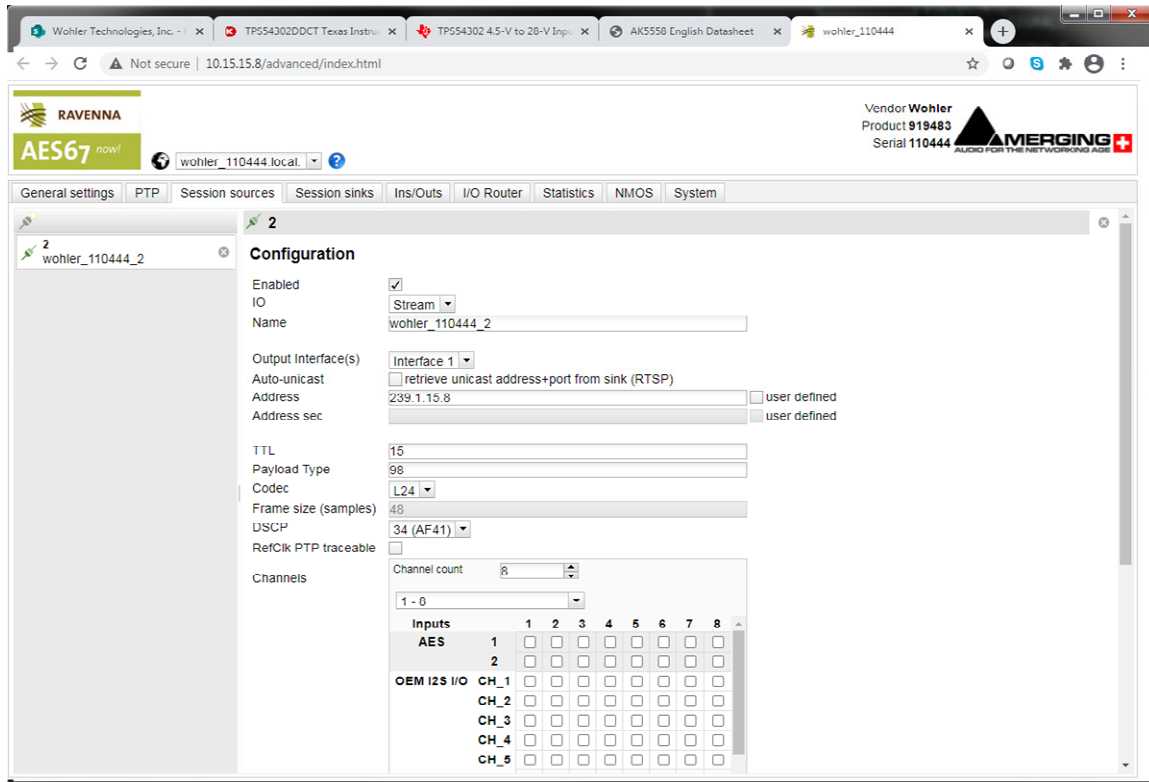 Wohler Technologies, Inc. - TPS54302DDCT Texas Instru TPS54302 4.5-V to 28-V Inpu AK5558 English Datasheet wohler_110444
Not secure | 10.15.15.8/advanced/index.html
RAVENNA
AES67 now!
Vendor Wohler
Product 919483
Serial 110444
MERGING
AUDIO FOR THE NETWORKING AGE
wohler_110444.local.
General settings PTP Session sources Session sinks Ins/Outs I/O Router Statistics NMOS System
2
wohler_110444_2
2
Configuration
Enabled
IO Stream
Name wohler_110444_2
Output Interface(s) Interface 1
Auto-unicast retrieve unicast address+port from sink (RTSP)
Address 239.1.15.8 user defined
Address sec user defined
TTL 15
Payload Type 98
Codec L24
Frame size (samples) 48
DSCP 34 (AF41)
RefClk PTP traceable
Channels
Channel count 8
1 - 8
Inputs 1 2 3 4 5 6 7 8
AES 1
2
OEM I2S I/O CH_1
CH_2
CH_3
CH_4
CH_5